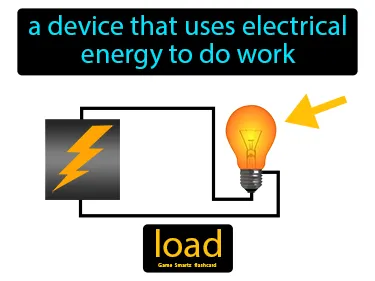 a device that uses electrical
energy to do work
load
Game Smartz flashcard